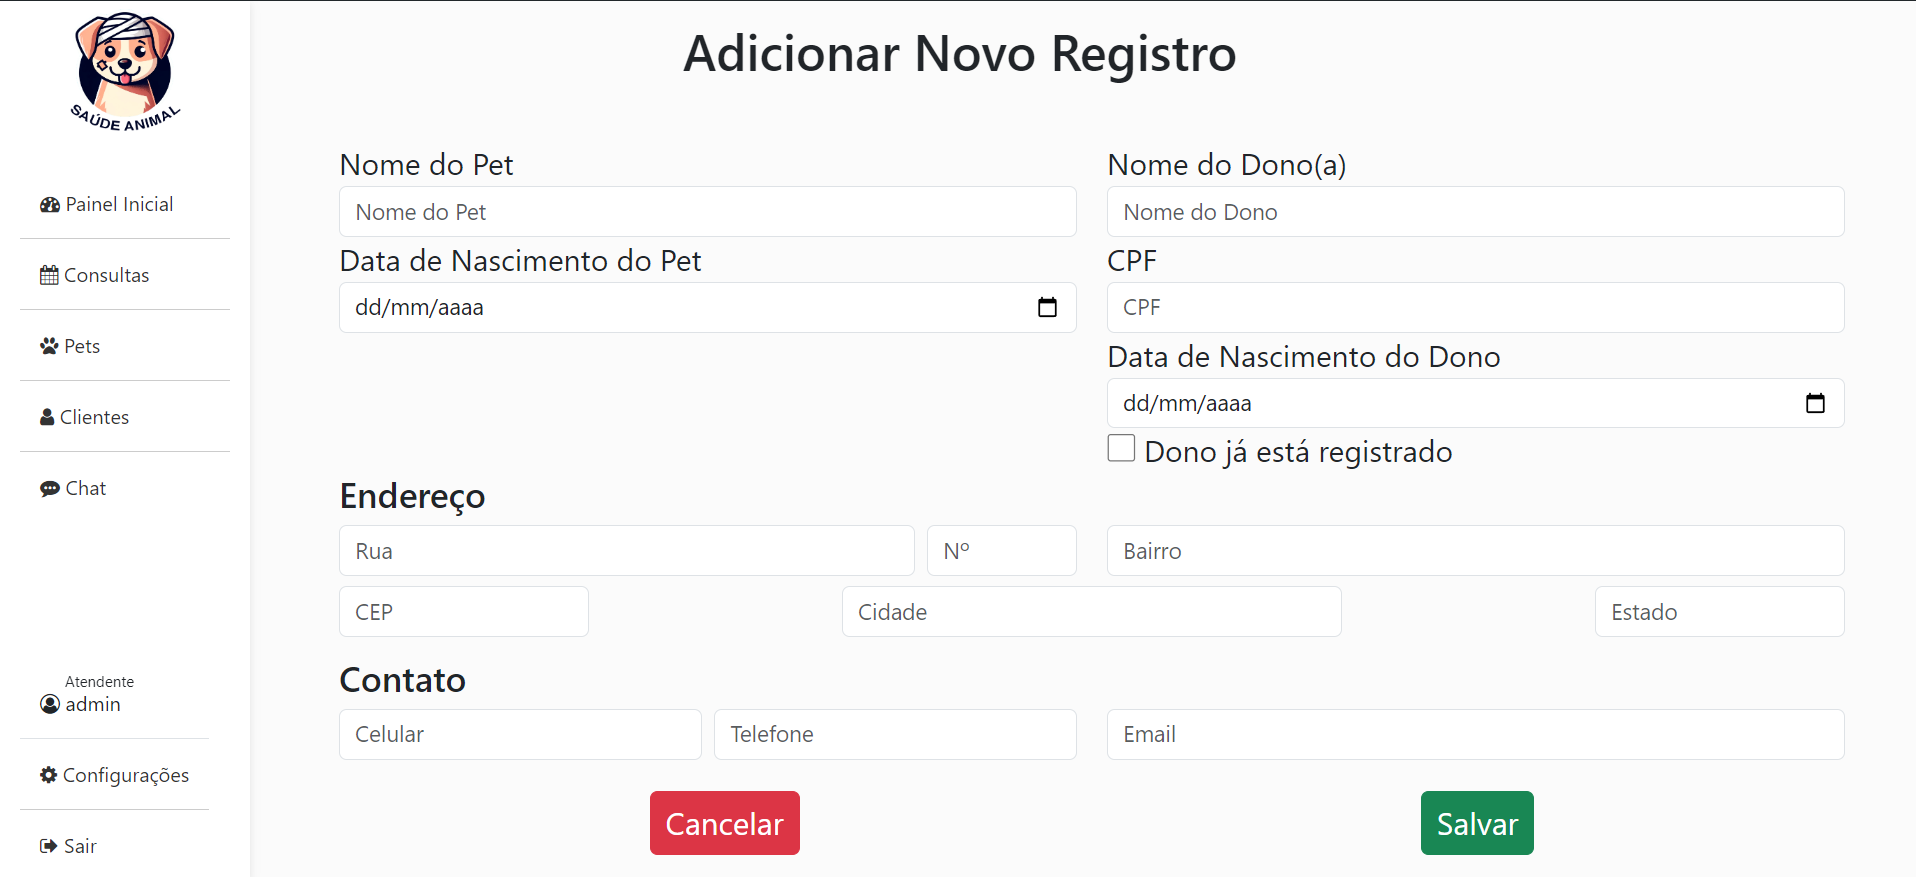 SAÚDE ANIMAL
Painel Inicial
Consultas
Pets
Clientes
Chat
Atendente
admin
Configurações
Sair
Adicionar Novo Registro
Nome do Pet
Nome do Pet
Data de Nascimento do Pet
dd/mm/aaaa
Nome do Dono(a)
Nome do Dono
CPF
CPF
Data de Nascimento do Dono
dd/mm/aaaa
Dono já está registrado
Endereço
Rua
Nº
Bairro
CEP
Cidade
Estado
Contato
Celular
Telefone
Email
Cancelar
Salvar